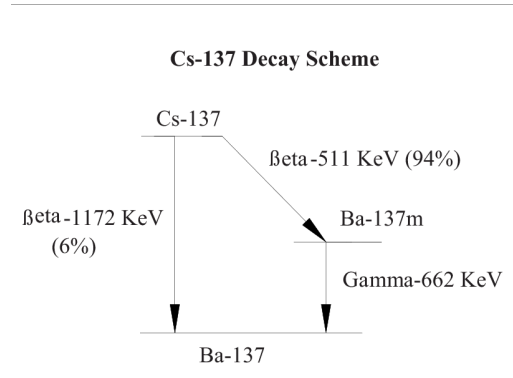 Cs-137 Decay Scheme
Cs-137
ßeta-511 KeV (94%)
ßeta-1172 KeV
(6%)
Ba-137m
Gamma-662 KeV
Ba-137